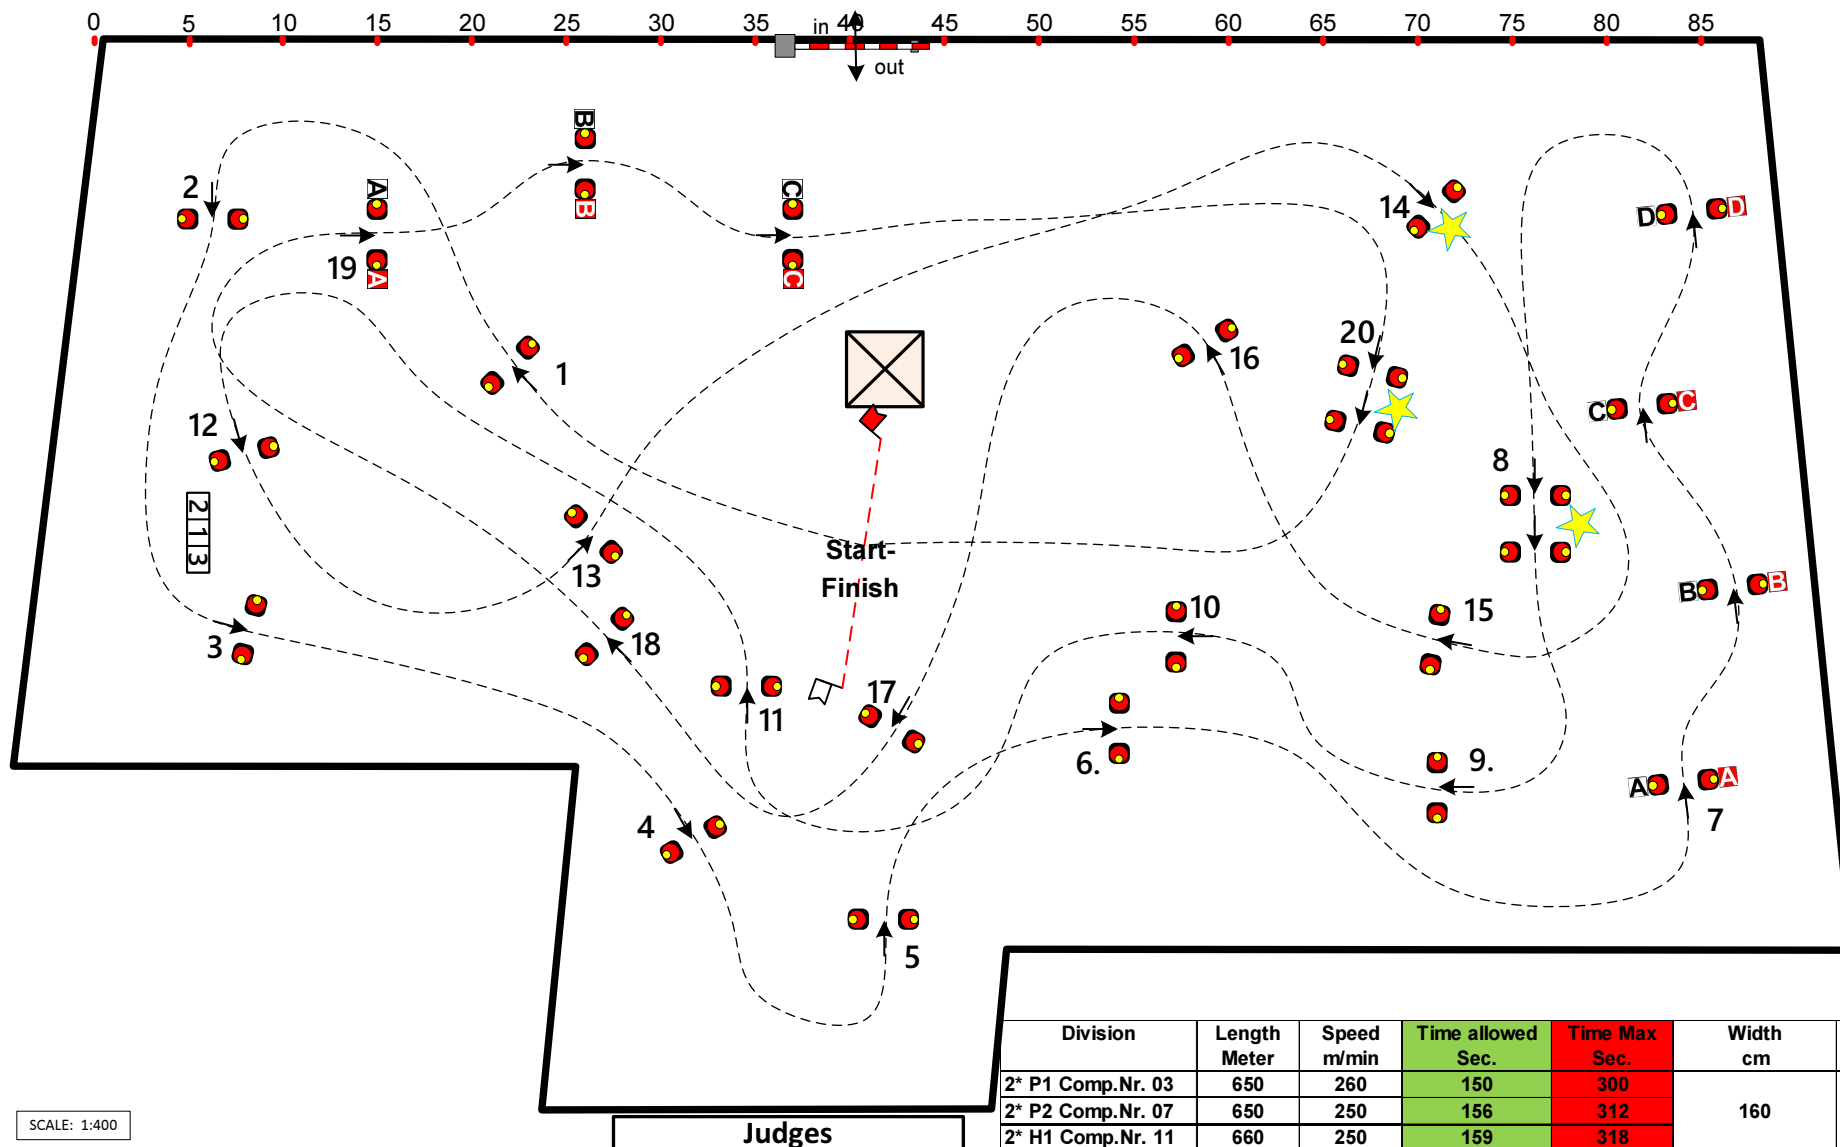 0 5 10 15 20 25 30 35 40 45 50 55 60 65 70 75 80 85
in
out
B
2
A
B
C
14
D
D
19
A
C
1
20
16
C
C
12
8
2 1 3
Start-
Finish
13
B
B
10
15
3
18
17
11
6.
9.
A
A
7
4
5
Division Length Speed Time allowed Time Max Width
Meter m/min Sec. Sec. cm
2* P1 Comp.Nr. 03 650 260 150 300
2* P2 Comp.Nr. 07 650 250 156 312 160
2* H1 Comp.Nr. 11 660 250 159 318
SCALE: 1:400
Judges